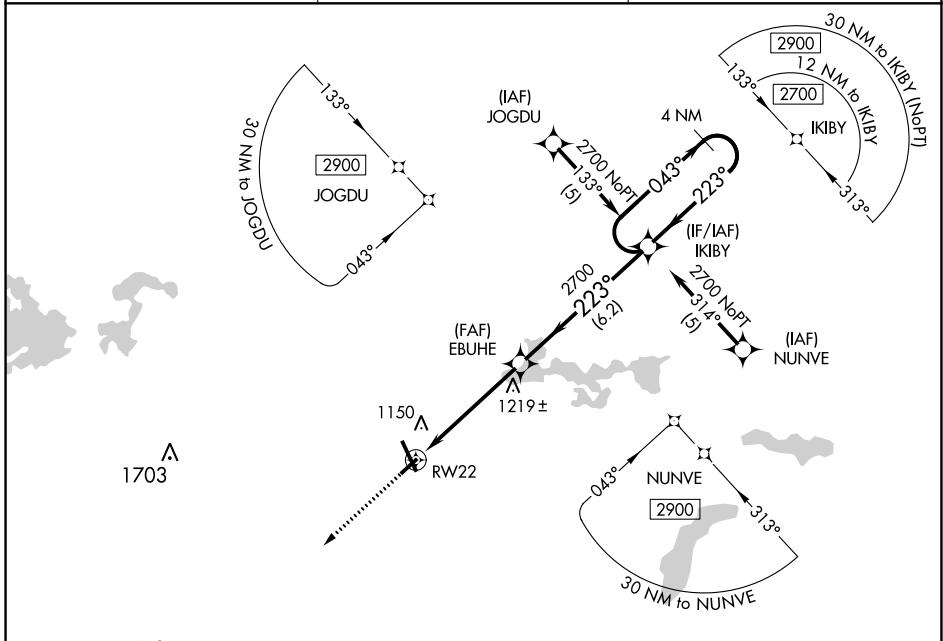 30 NM to IKIBY (NoPT)
2900
12 NM to IKIBY
2700
133°
IKIBY
313°
133°
30 NM to JOGDU
2900
JOGDU
043°
(IAF)
JOGDU
2700 NoPT
133°
(5)
4 NM
043°
223°
(IF/IAF)
IKIBY
2700
223°
(6.2)
2700 NoPT
314°
(5)
(IAF)
NUNVE
(FAF)
EBUHE
1219 ±
1150
RW22
1703
NUNVE
2900
043°
313°
30 NM to NUNVE